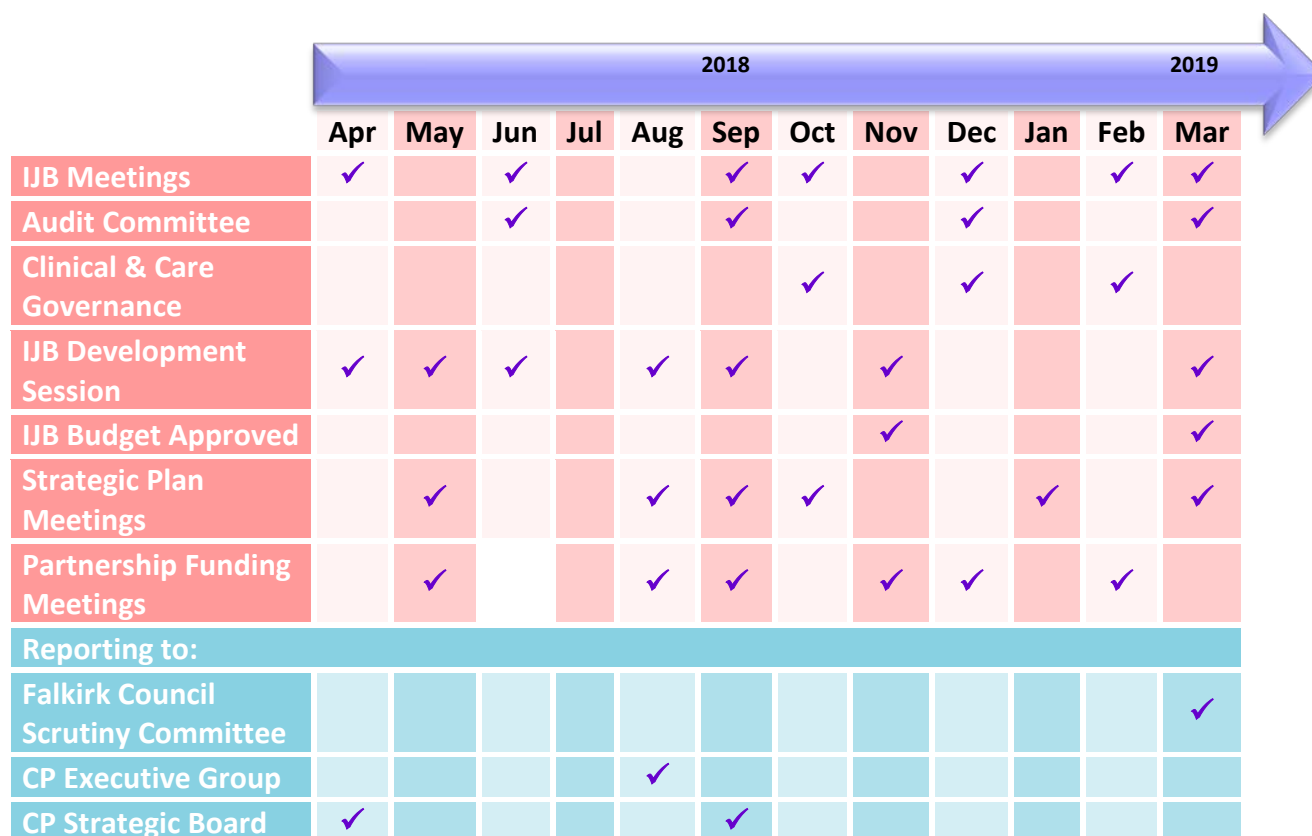 2018 2019
Apr May Jun Jul Aug Sep Oct Nov Dec Jan Feb Mar
IJB Meetings ✓ ✓ ✓ ✓ ✓ ✓ ✓
Audit Committee ✓ ✓ ✓ ✓
Clinical & Care
Governance ✓ ✓ ✓
IJB Development
Session ✓ ✓ ✓ ✓ ✓ ✓ ✓
IJB Budget Approved ✓ ✓
Strategic Plan
Meetings ✓ ✓ ✓ ✓ ✓ ✓
Partnership Funding
Meetings ✓ ✓ ✓ ✓ ✓ ✓
Reporting to:
Falkirk Council
Scrutiny Committee ✓
CP Executive Group ✓
CP Strategic Board ✓ ✓